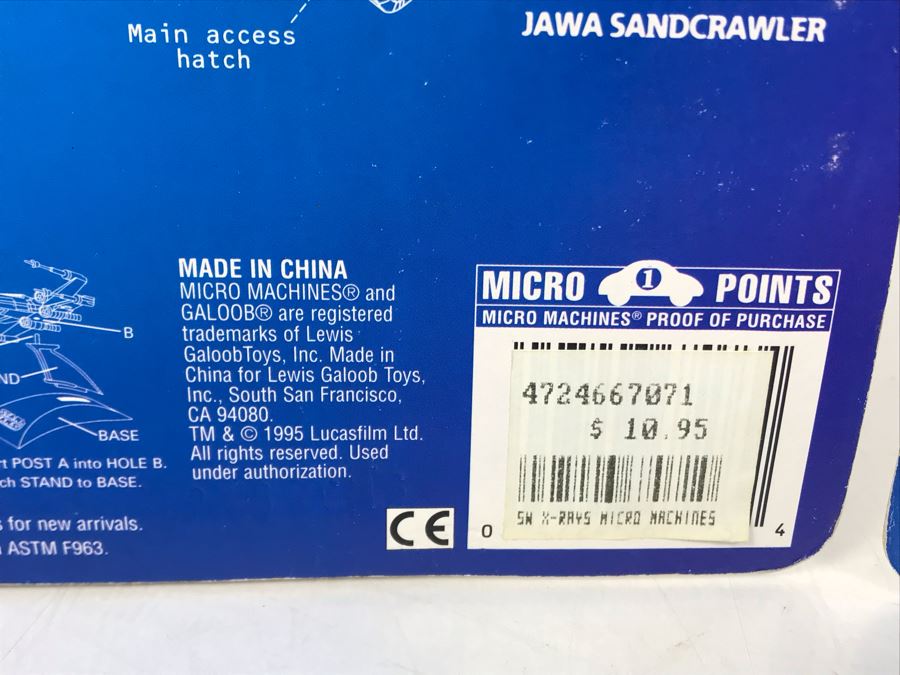 Main access
hatch
JAWA SANDCRAWLER
B
ND
BASE
t POST A into HOLE B.
ch STAND to BASE.
s for new arrivals.
ASTM F963.
MADE IN CHINA
MICRO MACHINES® and
GALOOB® are registered
trademarks of Lewis
GaloobToys, Inc. Made in
China for Lewis Galoob Toys,
Inc., South San Francisco,
CA 94080.
TM & © 1995 Lucasfilm Ltd.
All rights reserved. Used
under authorization.
CE
MICRO 1 POINTS
MICRO MACHINES® PROOF OF PURCHASE
4724667071
$ 10.95
SW X-RAYS MICRO MACHINES
0 4